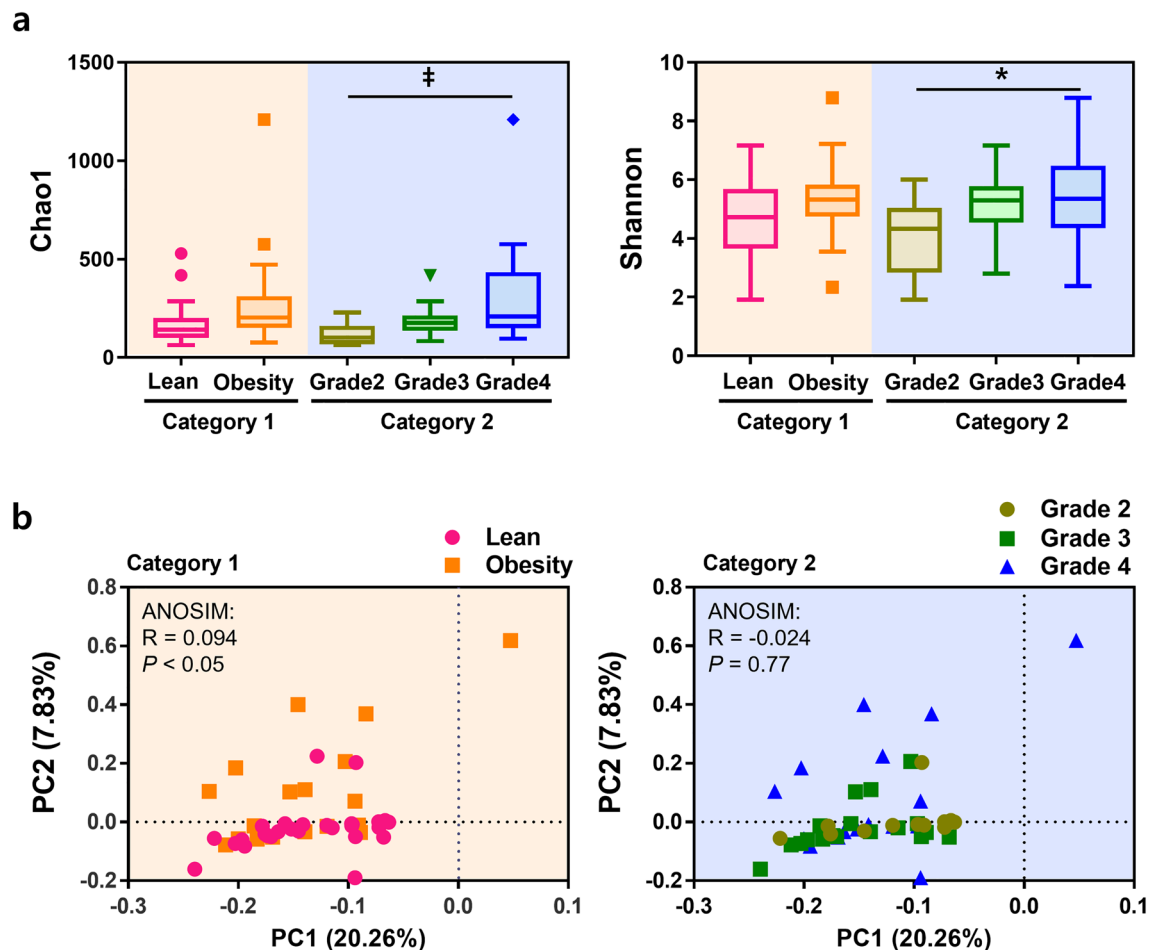 a
1500
1000
500
0
Chao1
‡
Lean Obesity Grade2 Grade3 Grade4
Category 1 Category 2
10
8
6
4
2
0
Shannon
*
Lean Obesity Grade2 Grade3 Grade4
Category 1 Category 2
b
Lean
Obesity
Category 1
ANOSIM:
R = 0.094
P < 0.05
0.8
0.6
0.4
0.2
0.0
-0.2
PC2 (7.83%)
-0.3 -0.2 -0.1 0.0 0.1
PC1 (20.26%)
Grade 2
Grade 3
Grade 4
Category 2
ANOSIM:
R = -0.024
P = 0.77
0.8
0.6
0.4
0.2
0.0
-0.2
PC2 (7.83%)
-0.3 -0.2 -0.1 0.0 0.1
PC1 (20.26%)